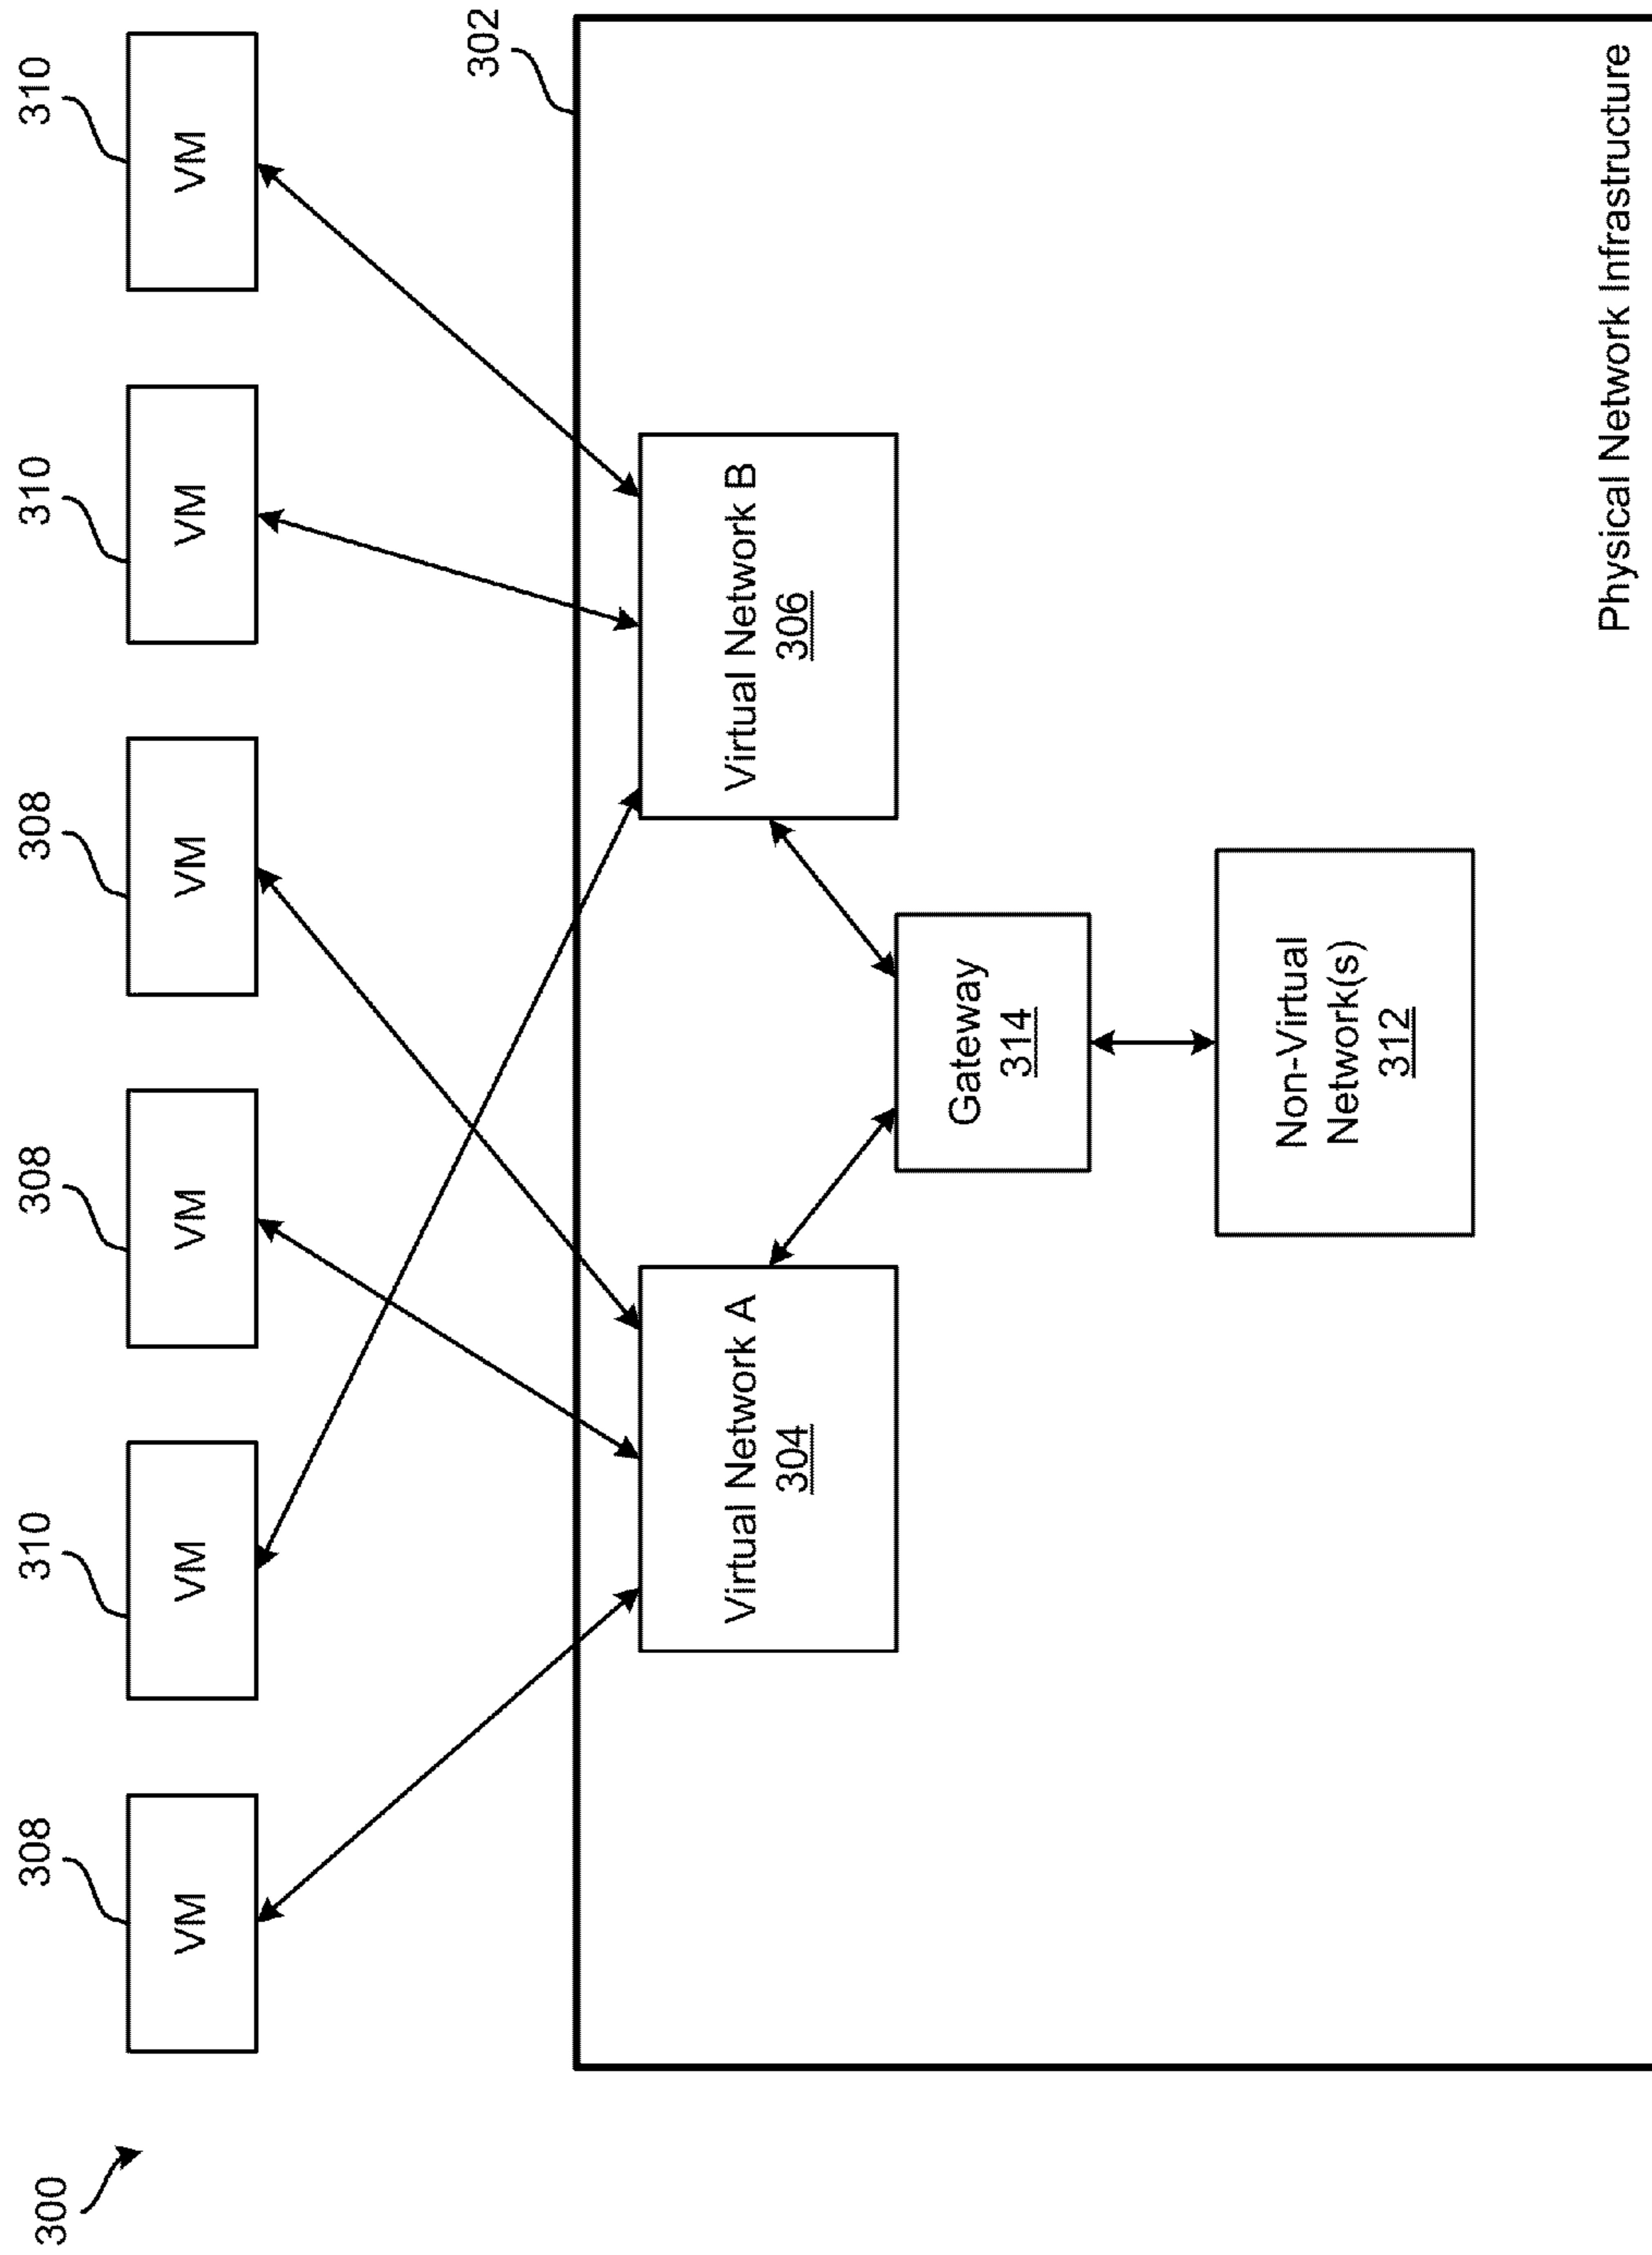 300
308
310
308
308
310
310
VM
VM
VM
VM
VM
VM
302
Virtual Network A
304
Virtual Network B
306
Gateway
314
Non-Virtual
Network(s)
312
Physical Network Infrastructure